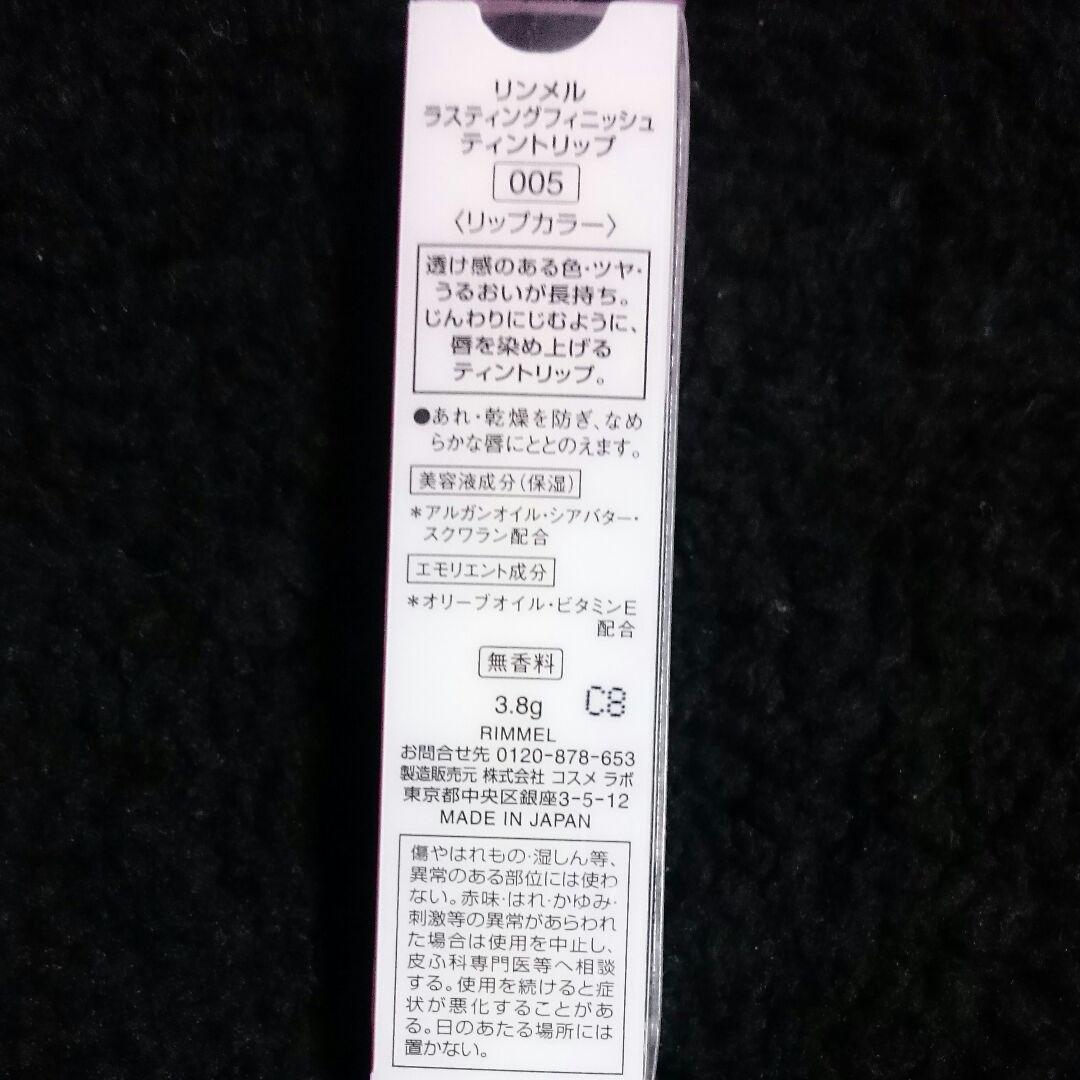 リンメル
ラスティングフィニッシュ
ティントリップ
005
〈リップカラー〉
透け感のある色・ツヤ・
うるおいが長持ち。
じんわりにじむように、
唇を染め上げる
ティントリップ。
●あれ・乾燥を防ぎ、なめ
らかな唇にととのえます。
美容液成分(保湿)
*アルガンオイル・シアバター・
スクワラン配合
エモリエント成分
*オリーブオイル・ビタミンE
配合
無香料
3.8g C8
RIMMEL
お問合せ先 0120-878-653
製造販売元 株式会社 コスメ ラボ
東京都中央区銀座3-5-12
MADE IN JAPAN
傷やはれもの・湿しん等、
異常のある部位には使わ
ない。赤味・はれ・かゆみ・
刺激等の異常があらわれ
た場合は使用を中止し、
皮ふ科専門医等へ相談
する。使用を続けると症
状が悪化することがあ
る。日のあたる場所には
置かない。